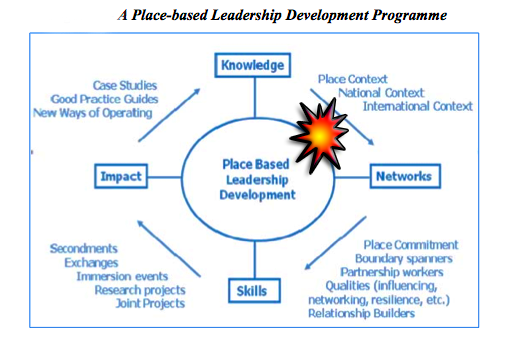 A Place-based Leadership Development Programme
Knowledge
Case Studies
Good Practice Guides
New Ways of Operating
Place Context
National Context
International Context
Impact
Place Based
Leadership
Development
Networks
Secondments
Exchanges
Immersion events
Research projects
Joint Projects
Skills
Place Commitment
Boundary spanners
Partnership workers
Qualities (influencing,
networking, resilience, etc.)
Relationship Builders